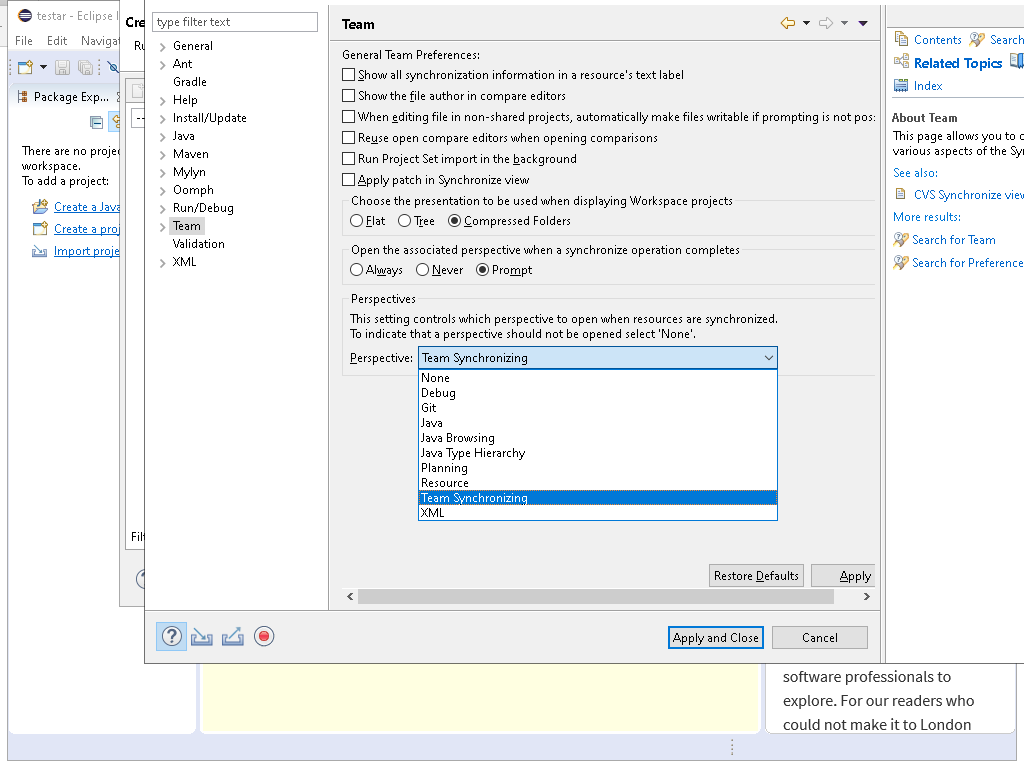 testar - Eclipse I
File Edit Navigat
Package Exp...
There are no proje
workspace.
To add a project:
Create a Java
Create a proj
Import proje
Cre
Ru
--
Filt
type filter text
General
Ant
Gradle
Help
Install/Update
Java
Maven
Mylyn
Oomph
Run/Debug
Team
Validation
XML
Team
General Team Preferences:
Show all synchronization information in a resource's text label
Show the file author in compare editors
When editing file in non-shared projects, automatically make files writable if prompting is not pos:
Reuse open compare editors when opening comparisons
Run Project Set import in the background
Apply patch in Synchronize view
Choose the presentation to be used when displaying Workspace projects
Flat Tree Compressed Folders
Open the associated perspective when a synchronize operation completes
Always Never Prompt
Perspectives
This setting controls which perspective to open when resources are synchronized.
To indicate that a perspective should not be opened select 'None'.
Perspective: Team Synchronizing
None
Debug
Git
Java
Java Browsing
Java Type Hierarchy
Planning
Resource
Team Synchronizing
XML
Restore Defaults Apply
Apply and Close Cancel
Contents Search
Related Topics
Index
About Team
This page allows you to c
various aspects of the Sy
See also:
CVS Synchronize view
More results:
Search for Team
Search for Preference
software professionals to
explore. For our readers who
could not make it to London